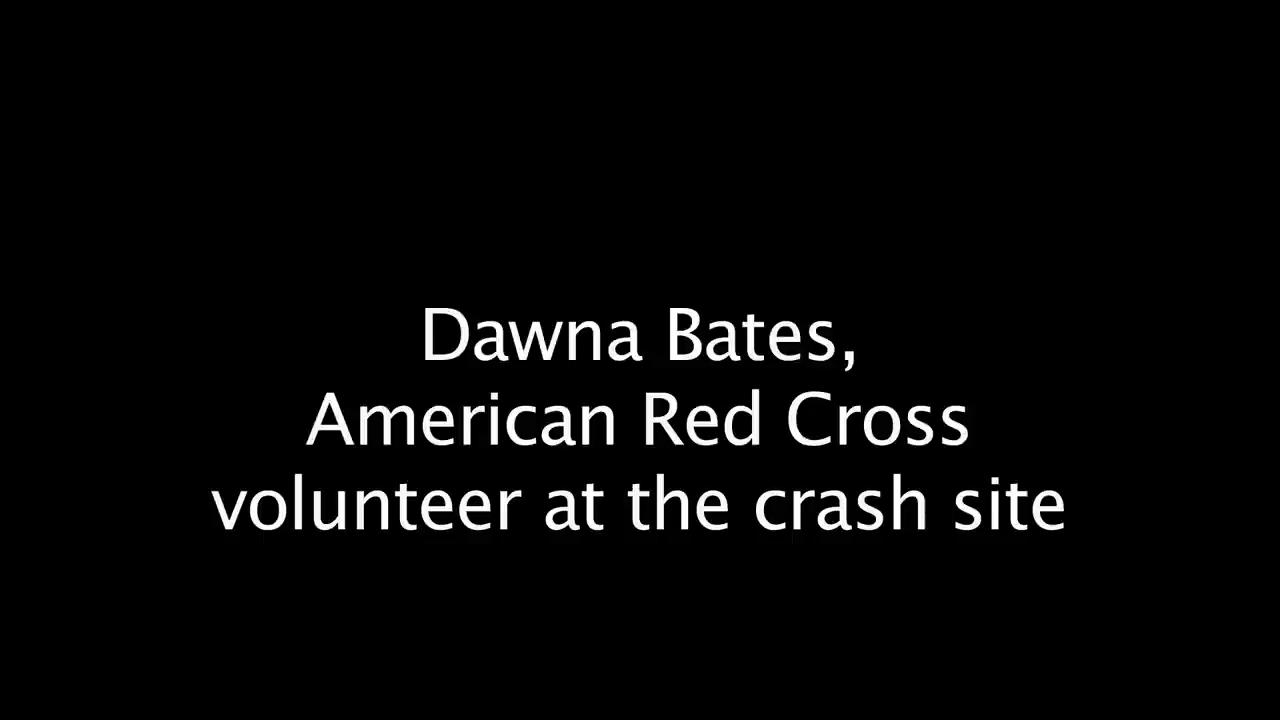 Dawna Bates,
American Red Cross
volunteer at the crash site